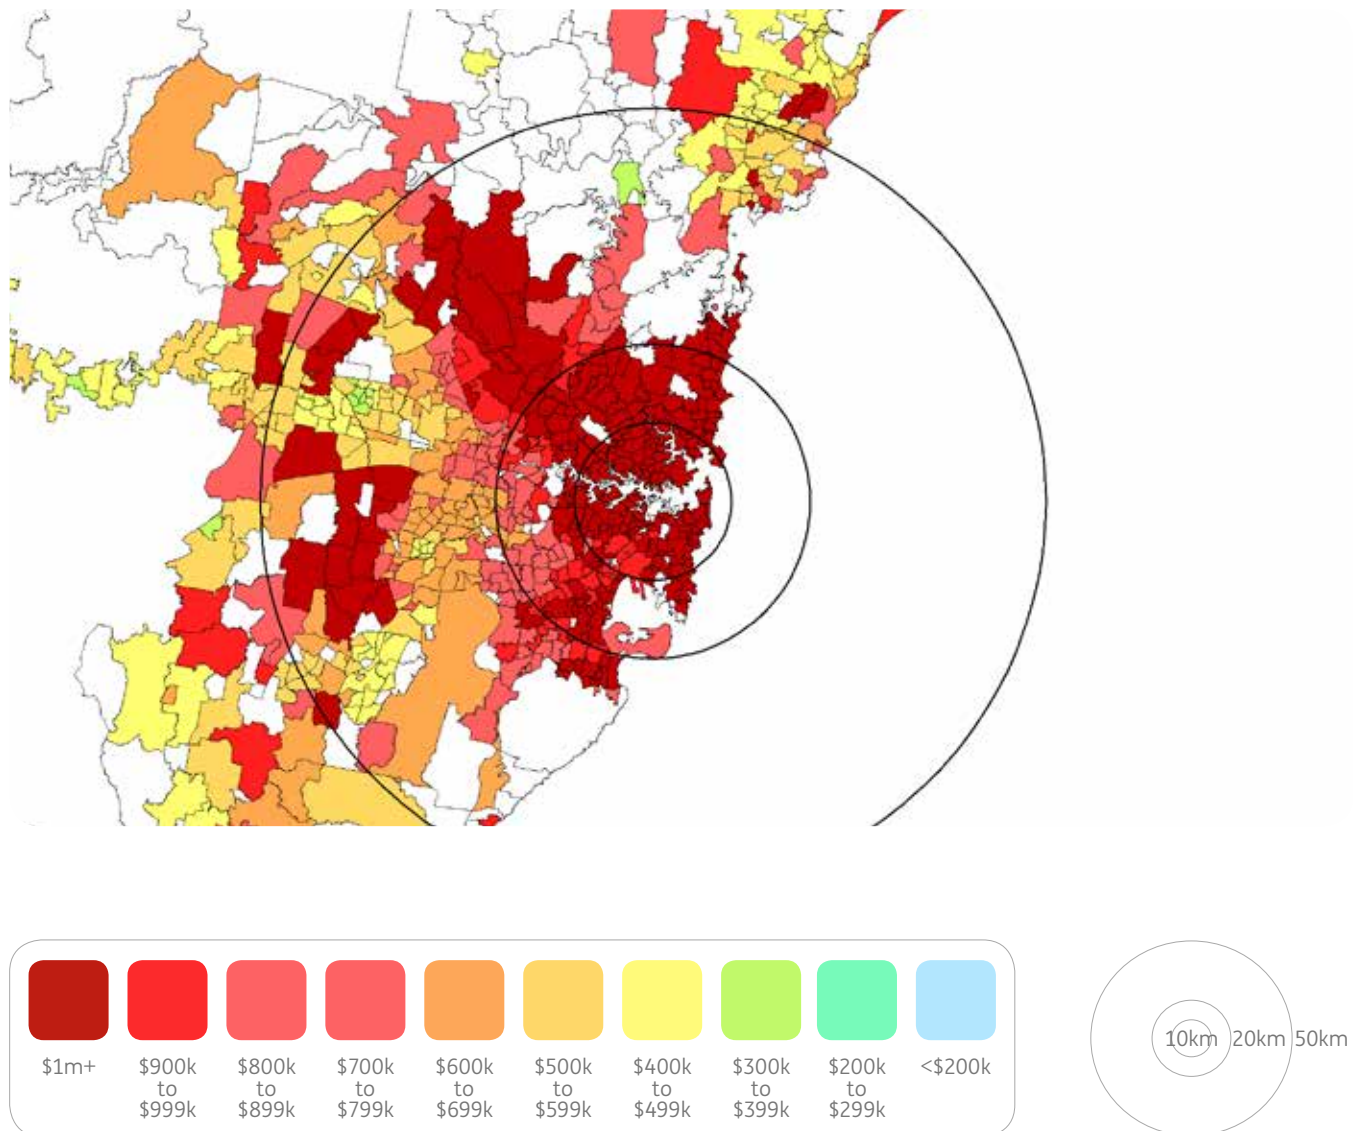 $1m+
$900k
to
$999k
$800k
to
$899k
$700k
to
$799k
$600k
to
$699k
$500k
to
$599k
$400k
to
$499k
$300k
to
$399k
$200k
to
$299k
<$200k
10km 20km 50km